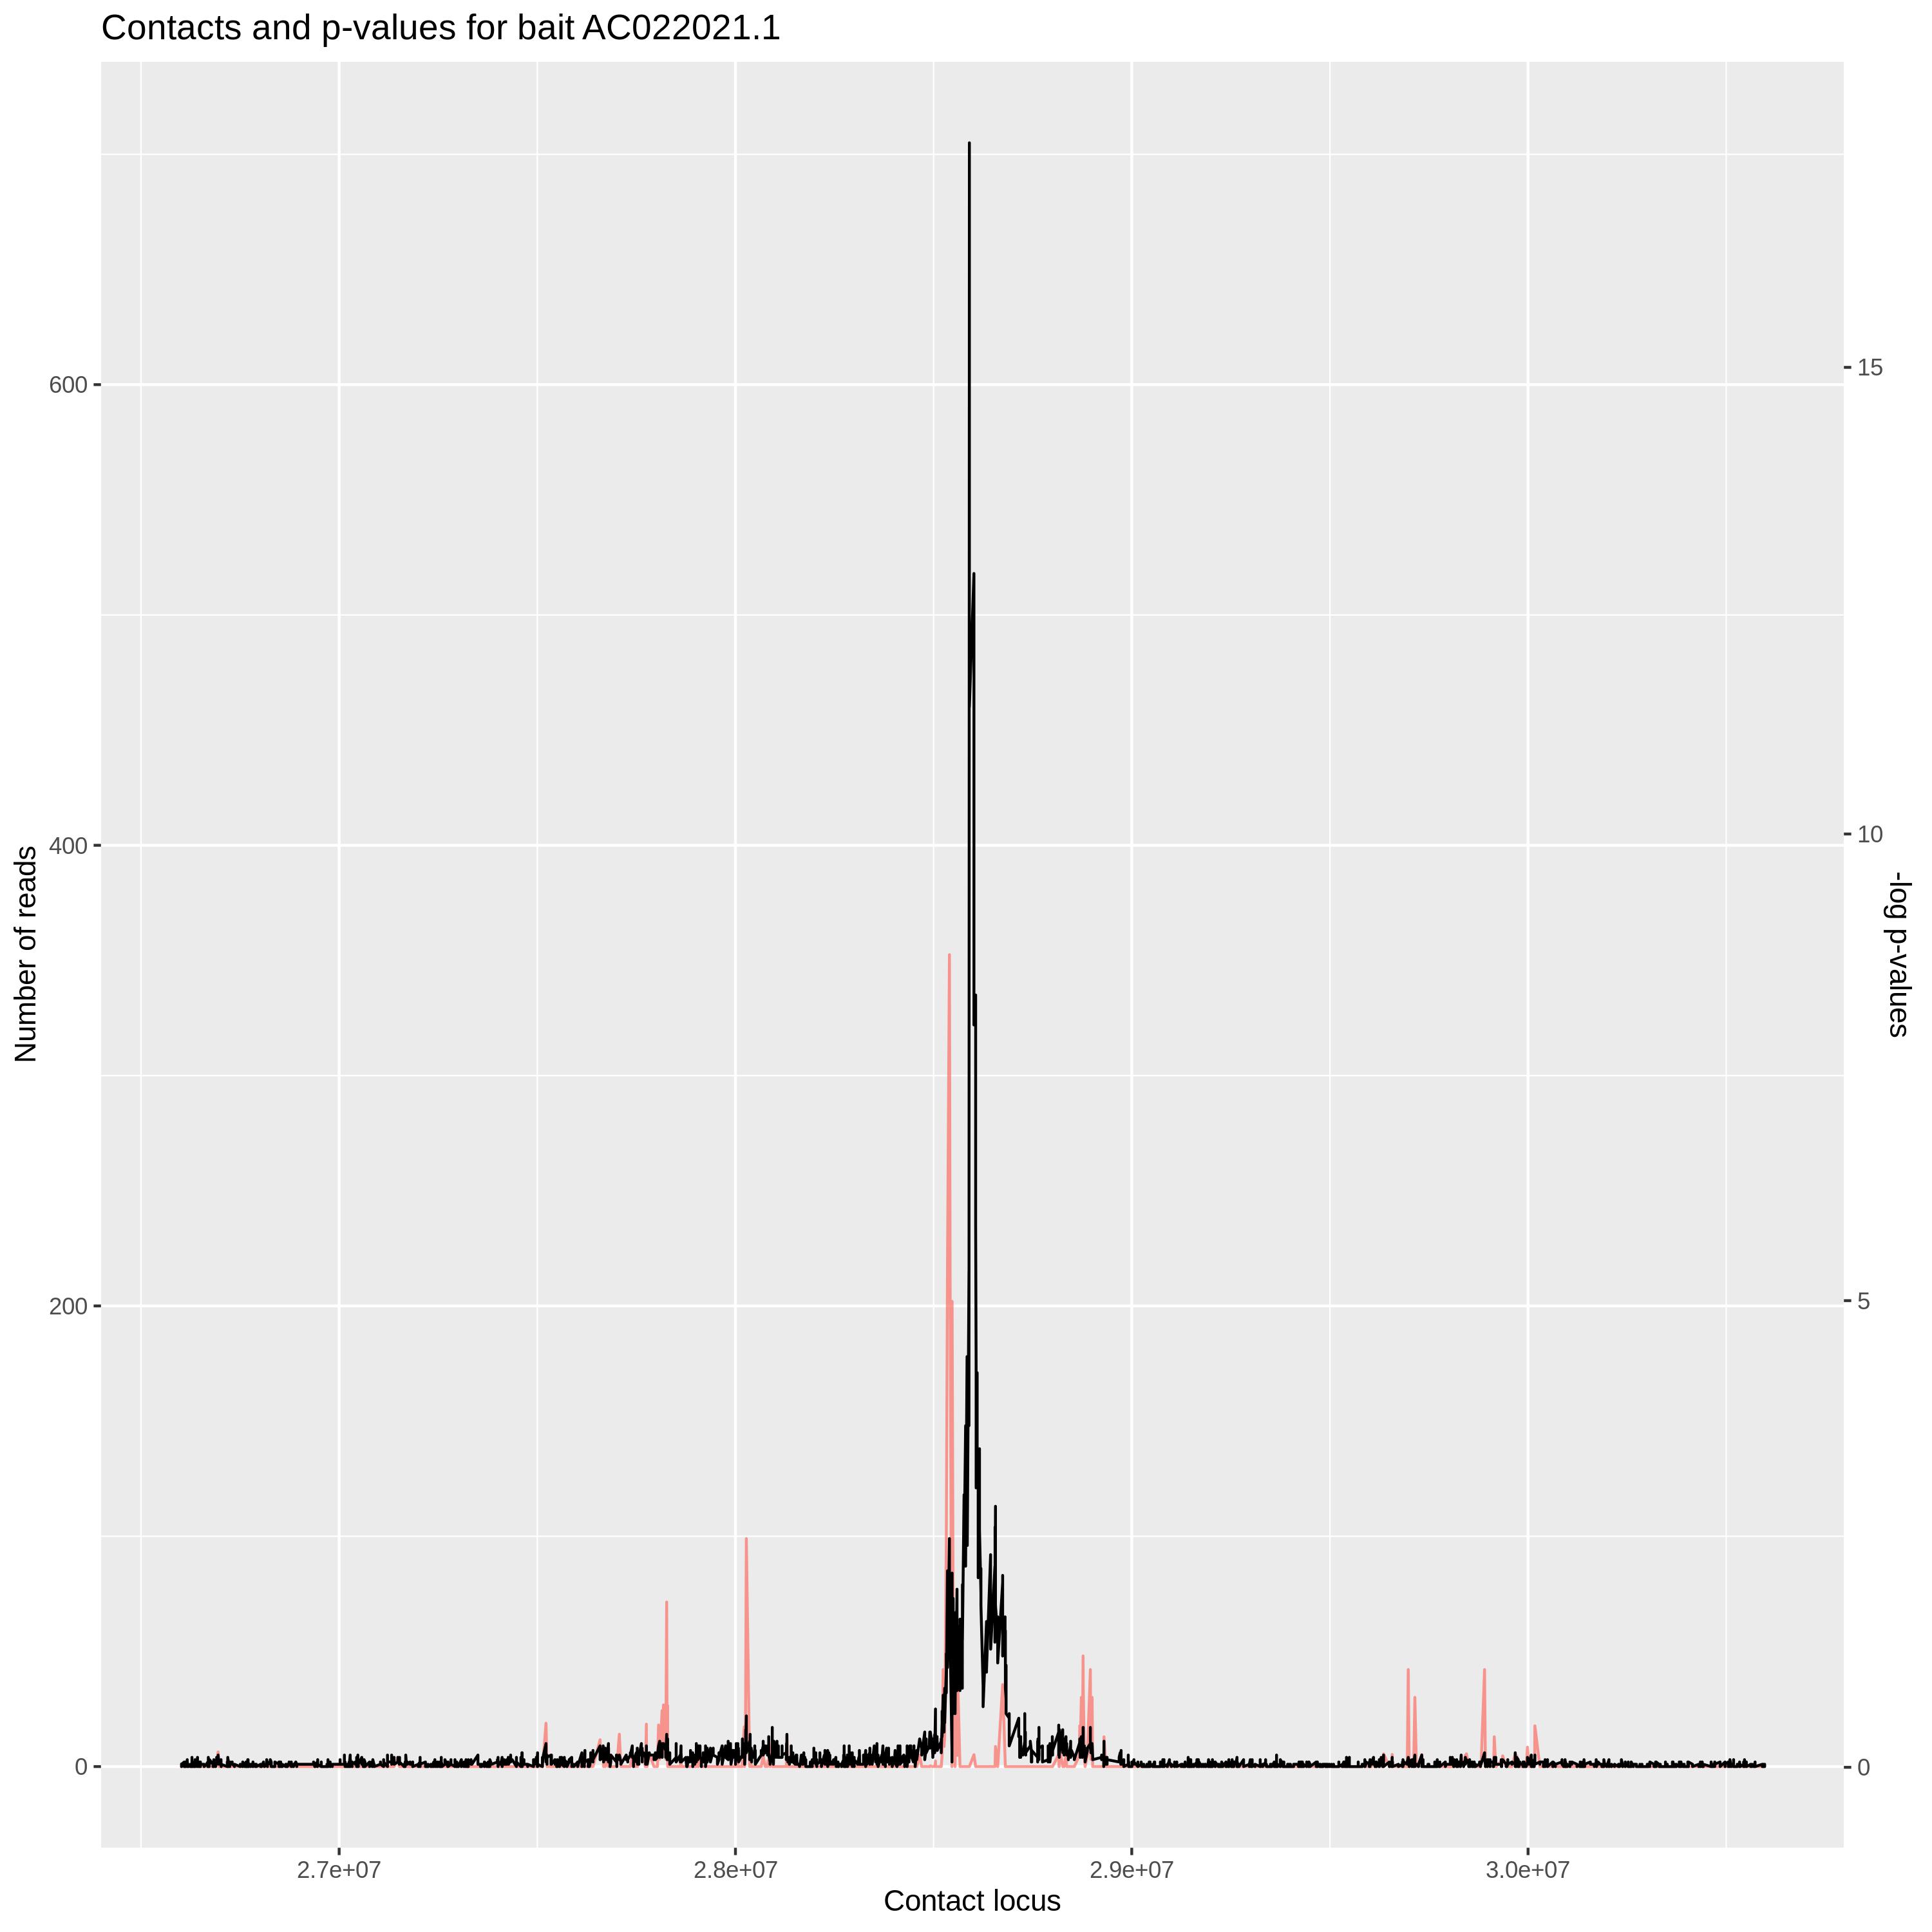 Contacts and p-values for bait AC022021.1
Number of reads
600
400
200
0
15
10
5
0
-log p-values
2.7e+07 2.8e+07 2.9e+07 3.0e+07
Contact locus